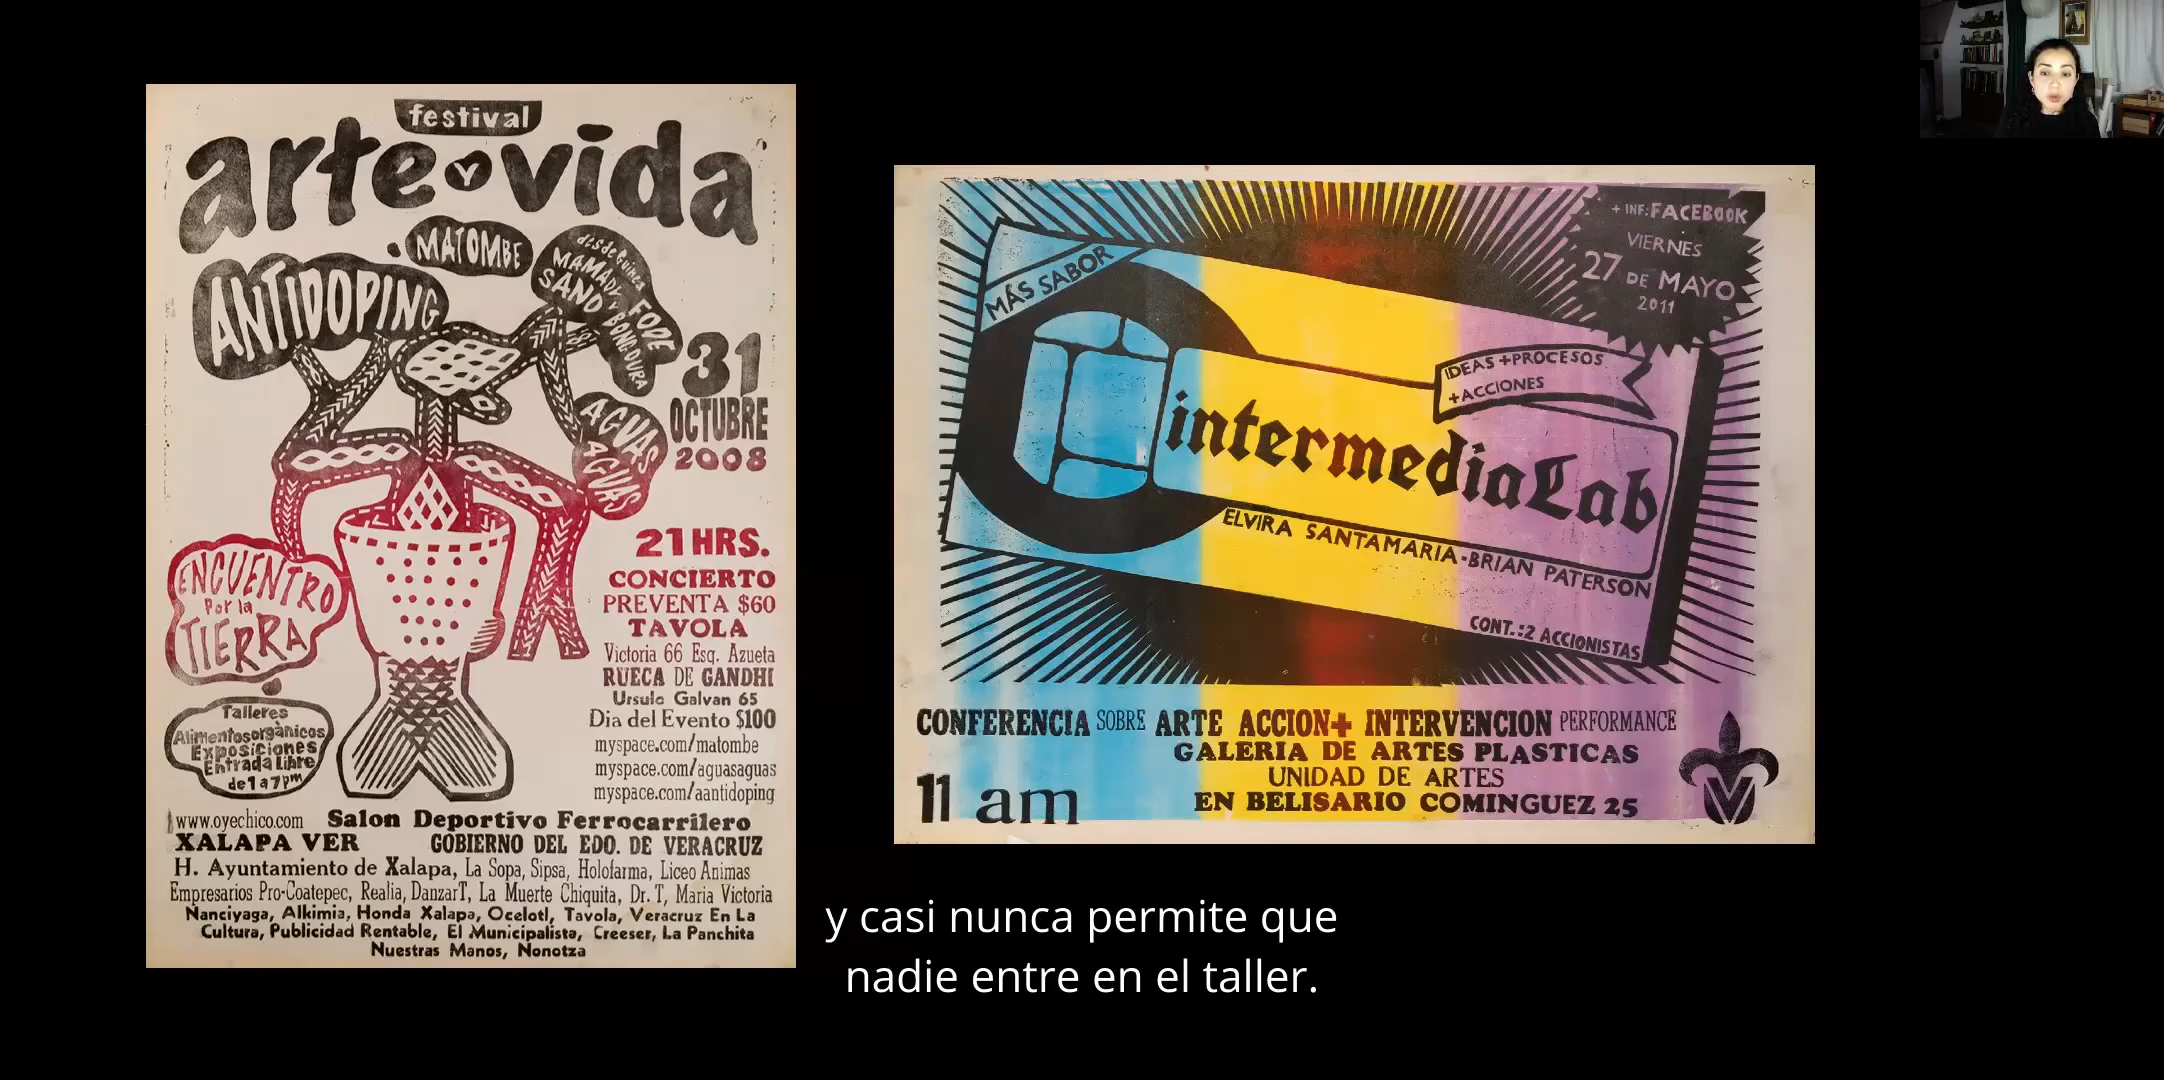 festival
arte y vida
MATOMBE
ANTIDOPING
desde Guinea
MAMADY
SANO
FODE
y BONGOURA
AGUAS
AGUAS
31
OCTUBRE
2008
21 HRS.
CONCIERTO
PREVENTA $60
TAVOLA
Victoria 66 Esq. Azueta
RUECA DE GANDHI
Ursulo Galvan 65
Dia del Evento $100
myspace.com/matombe
myspace.com/aguasaguas
myspace.com/aantidoping
ENCUENTRO
Por la
TIERRA
Talleres
Alimentos orgànicos
Exposiciones
Entrada Libre
de 1 a 7 pm
www.oyechico.com Salon Deportivo Ferrocarrilero
XALAPA VER GOBIERNO DEL EDO. DE VERACRUZ
H. Ayuntamiento de Xalapa, La Sopa, Sipsa, Holofarma, Liceo Animas
Empresarios Pro-Coatepec, Realia, DanzarT, La Muerte Chiquita, Dr. T, Maria Victoria
Nanciyaga, Alkimia, Honda Xalapa, Ocelotl, Tavola, Veracruz En La
Cultura, Publicidad Rentable, El Municipalista, Creeser, La Panchita
Nuestras Manos, Nonotza
+ INF: FACEBOOK
VIERNES
27 DE MAYO
2011
MÁS SABOR
IDEAS + PROCESOS
+ ACCIONES
intermediaLab
ELVIRA SANTAMARIA - BRIAN PATERSON
CONT.: 2 ACCIONISTAS
CONFERENCIA SOBRE ARTE ACCION + INTERVENCION PERFORMANCE
GALERIA DE ARTES PLASTICAS
UNIDAD DE ARTES
EN BELISARIO COMINGUEZ 25
11 am
y casi nunca permite que
nadie entre en el taller.